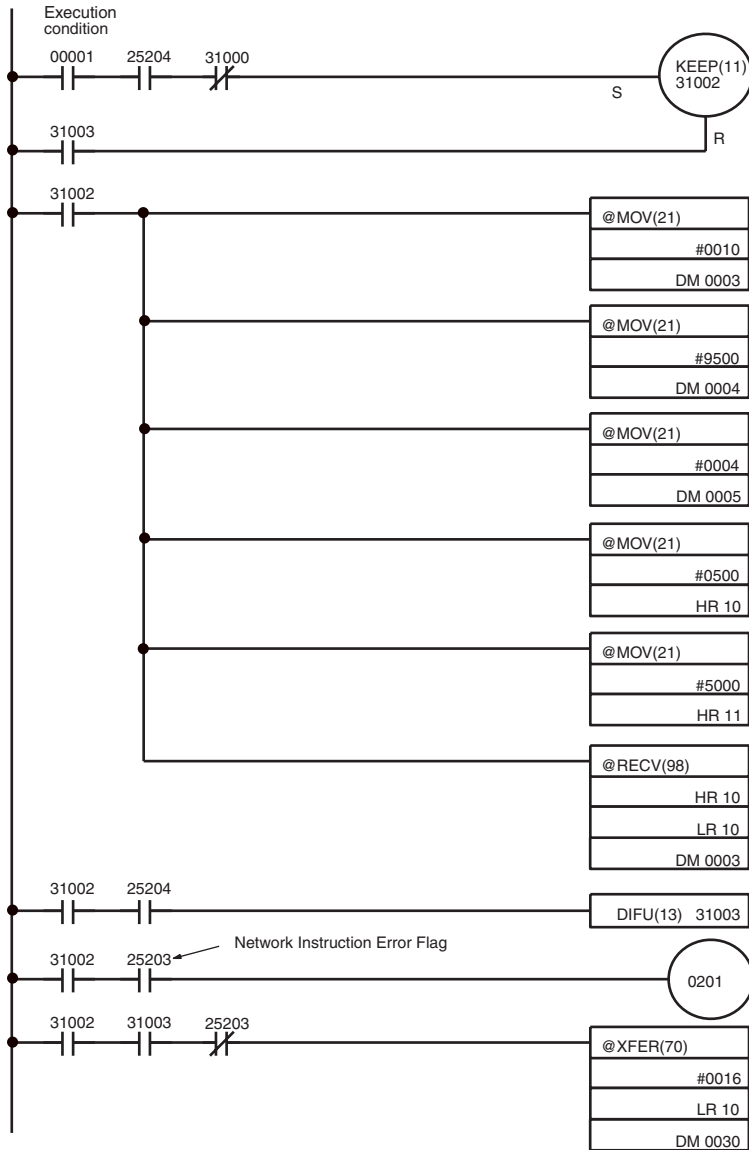 Execution
condition
00001 25204 31000
KEEP(11)
31002
S
31003
R
31002
@MOV(21)
#0010
DM 0003
@MOV(21)
#9500
DM 0004
@MOV(21)
#0004
DM 0005
@MOV(21)
#0500
HR 10
@MOV(21)
#5000
HR 11
@RECV(98)
HR 10
LR 10
DM 0003
31002 25204
DIFU(13) 31003
Network Instruction Error Flag
31002 25203
0201
31002 31003 25203
@XFER(70)
#0016
LR 10
DM 0030